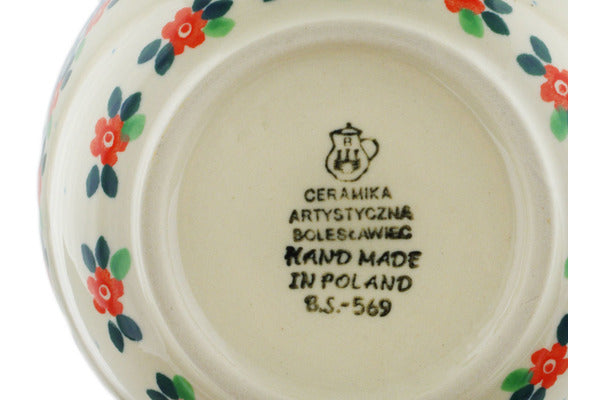 CERAMIKA
ARTYSTYCZNA
BOLESŁAWIEC
HAND MADE
IN POLAND
B.S.-569